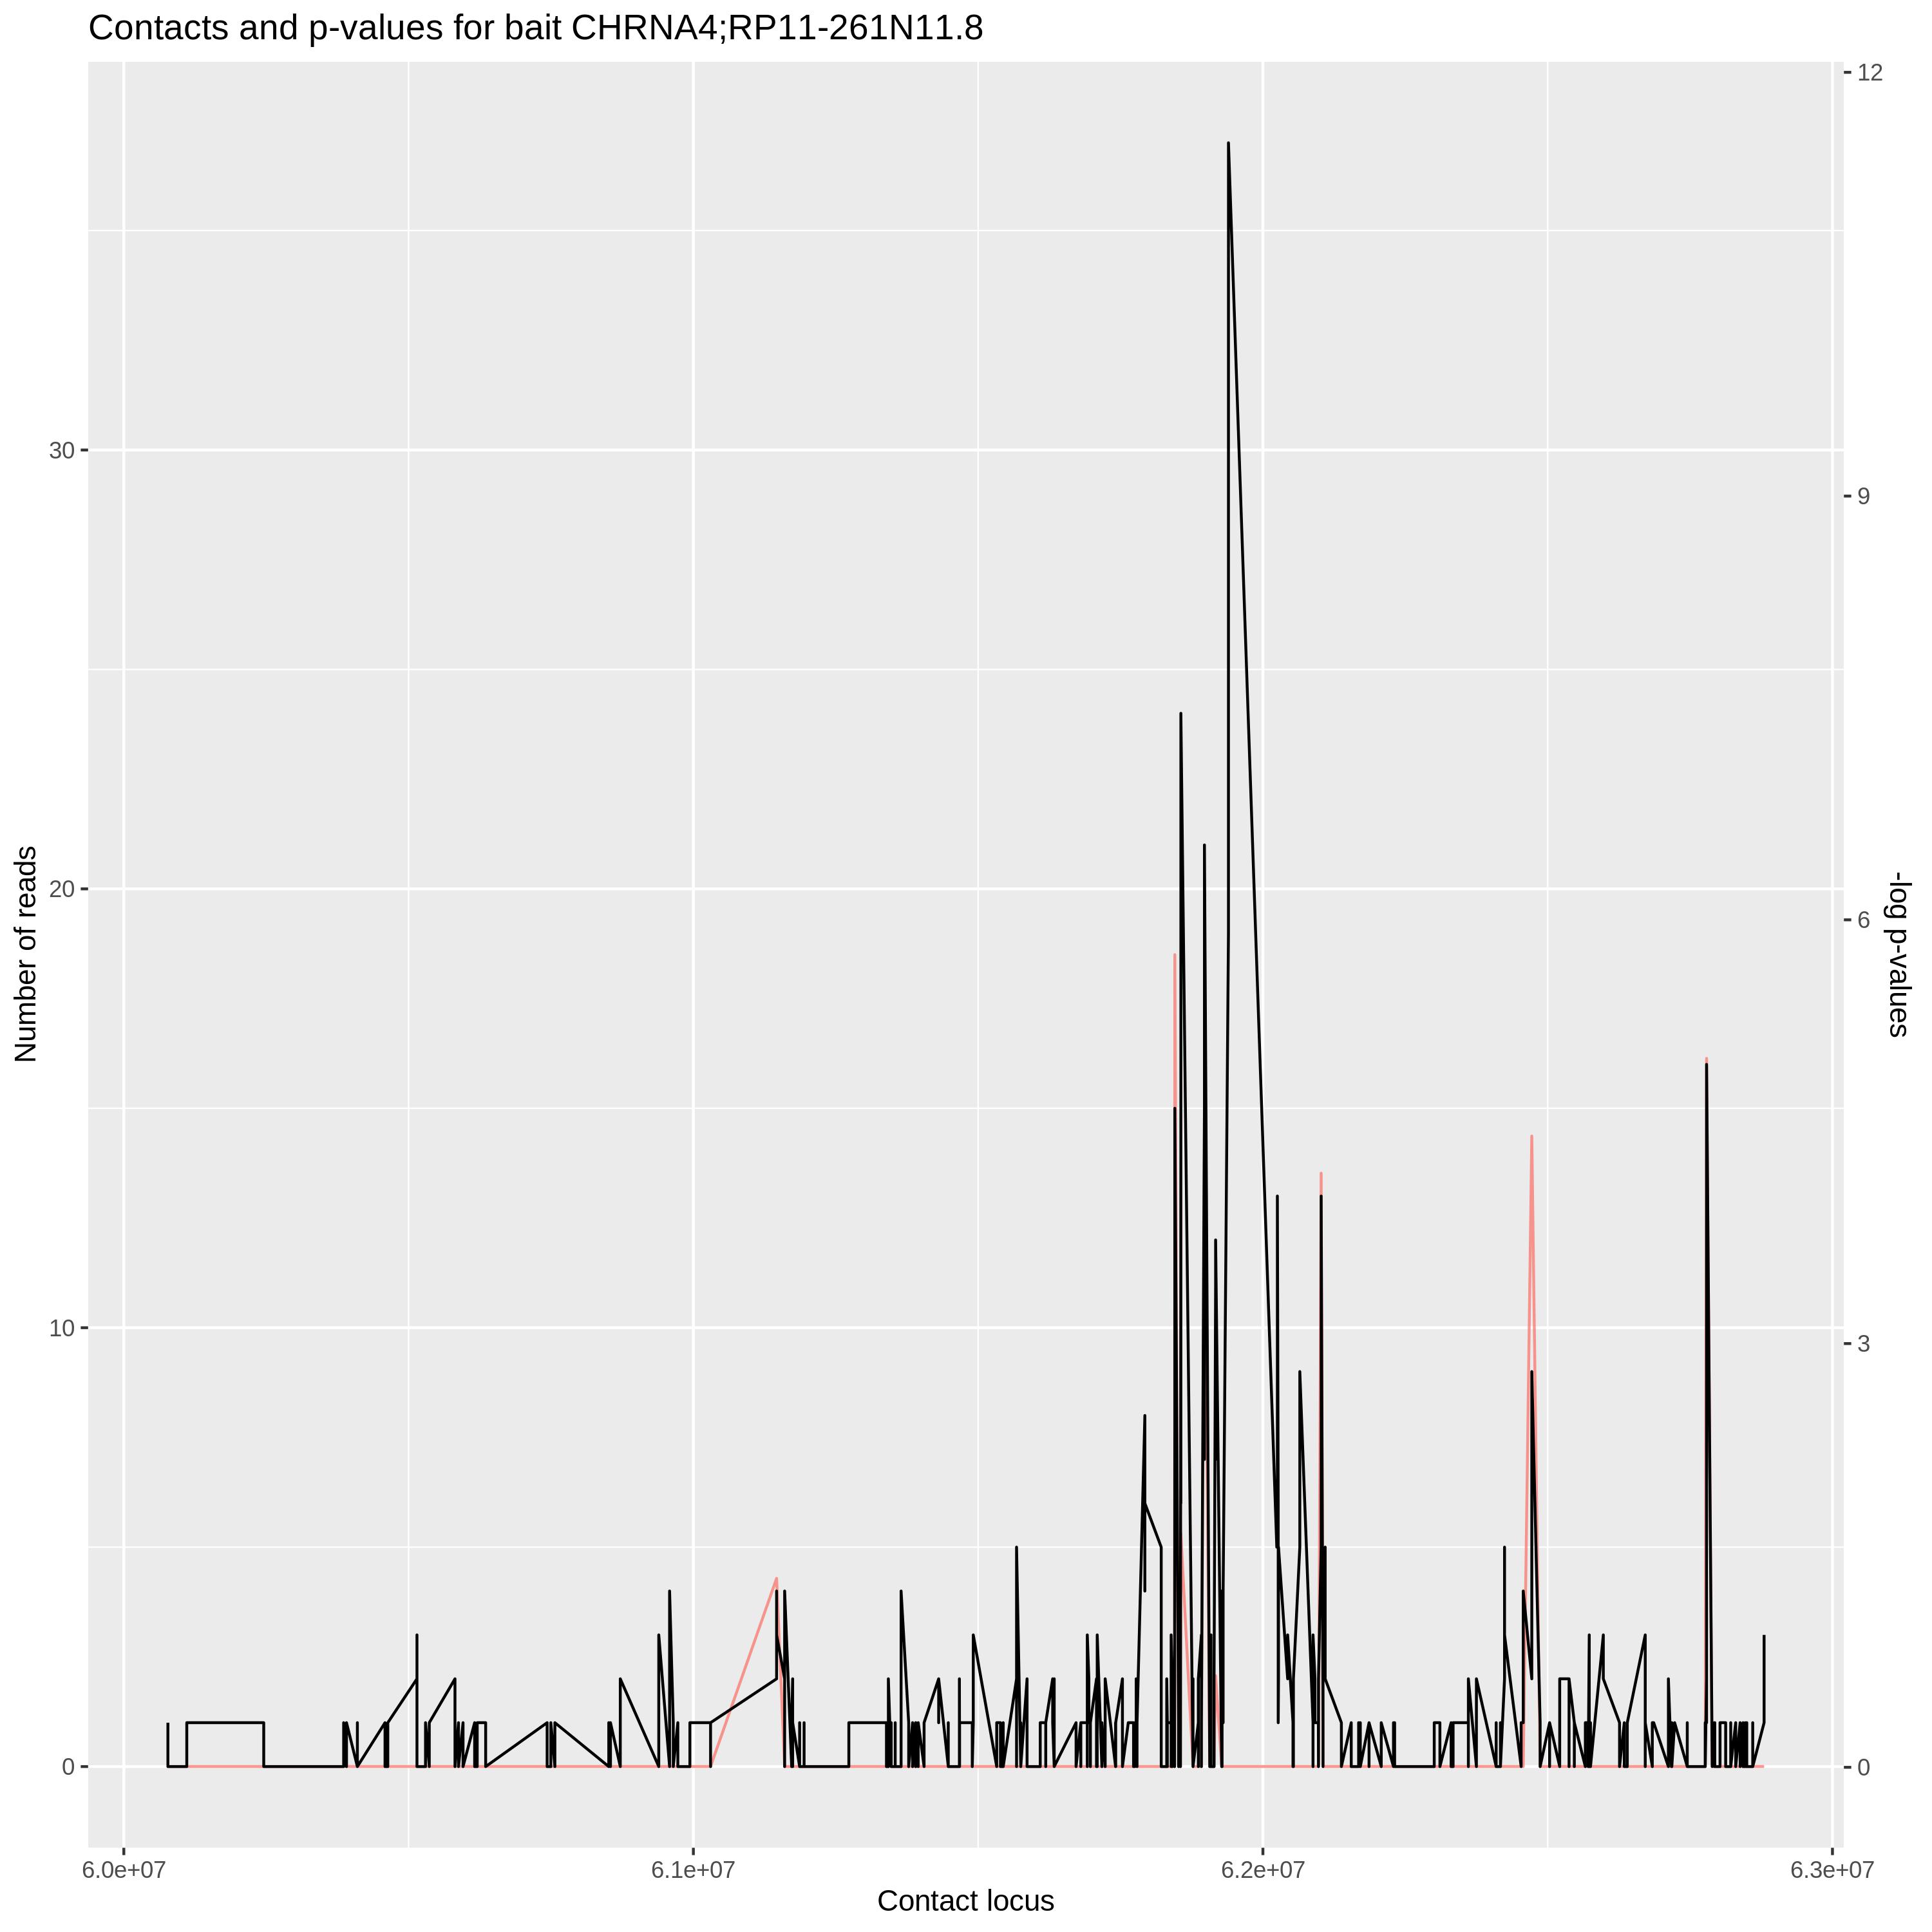 Contacts and p-values for bait CHRNA4;RP11-261N11.8
12
30
9
20
6
Number of reads
-log p-values
10
3
0
0
6.0e+07
6.1e+07
6.2e+07
6.3e+07
Contact locus